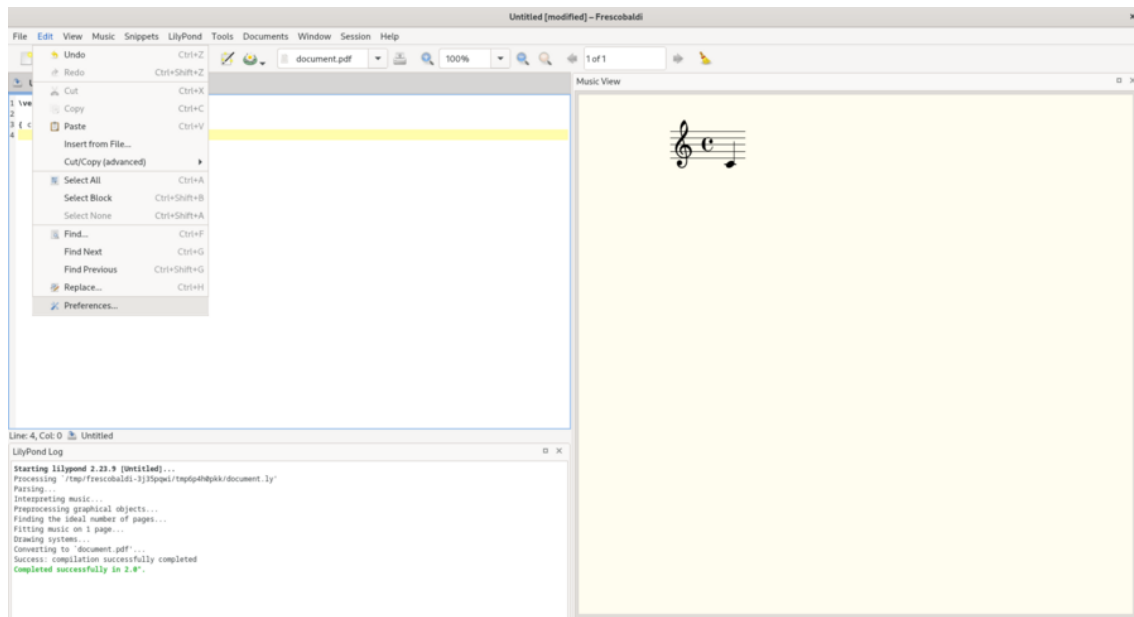 Untitled [modified] – Frescobaldi
File Edit View Music Snippets LilyPond Tools Documents Window Session Help
document.pdf 100% 1 of 1
Undo Ctrl+Z
Redo Ctrl+Shift+Z
Cut Ctrl+X
Copy Ctrl+C
Paste Ctrl+V
Insert from File...
Cut/Copy (advanced)
Select All Ctrl+A
Select Block Ctrl+Shift+B
Select None Ctrl+Shift+A
Find... Ctrl+F
Find Next Ctrl+G
Find Previous Ctrl+Shift+G
Replace... Ctrl+H
Preferences...
1 \ve
2
3 { c
4
Line: 4, Col: 0 Untitled
LilyPond Log
Starting lilypond 2.23.9 [Untitled]...
Processing `/tmp/frescobaldi-3j35pqwi/tmp6p4h0pkk/document.ly'
Parsing...
Interpreting music...
Preprocessing graphical objects...
Finding the ideal number of pages...
Fitting music on 1 page...
Drawing systems...
Converting to `document.pdf'...
Success: compilation successfully completed
Completed successfully in 2.0".
Music View